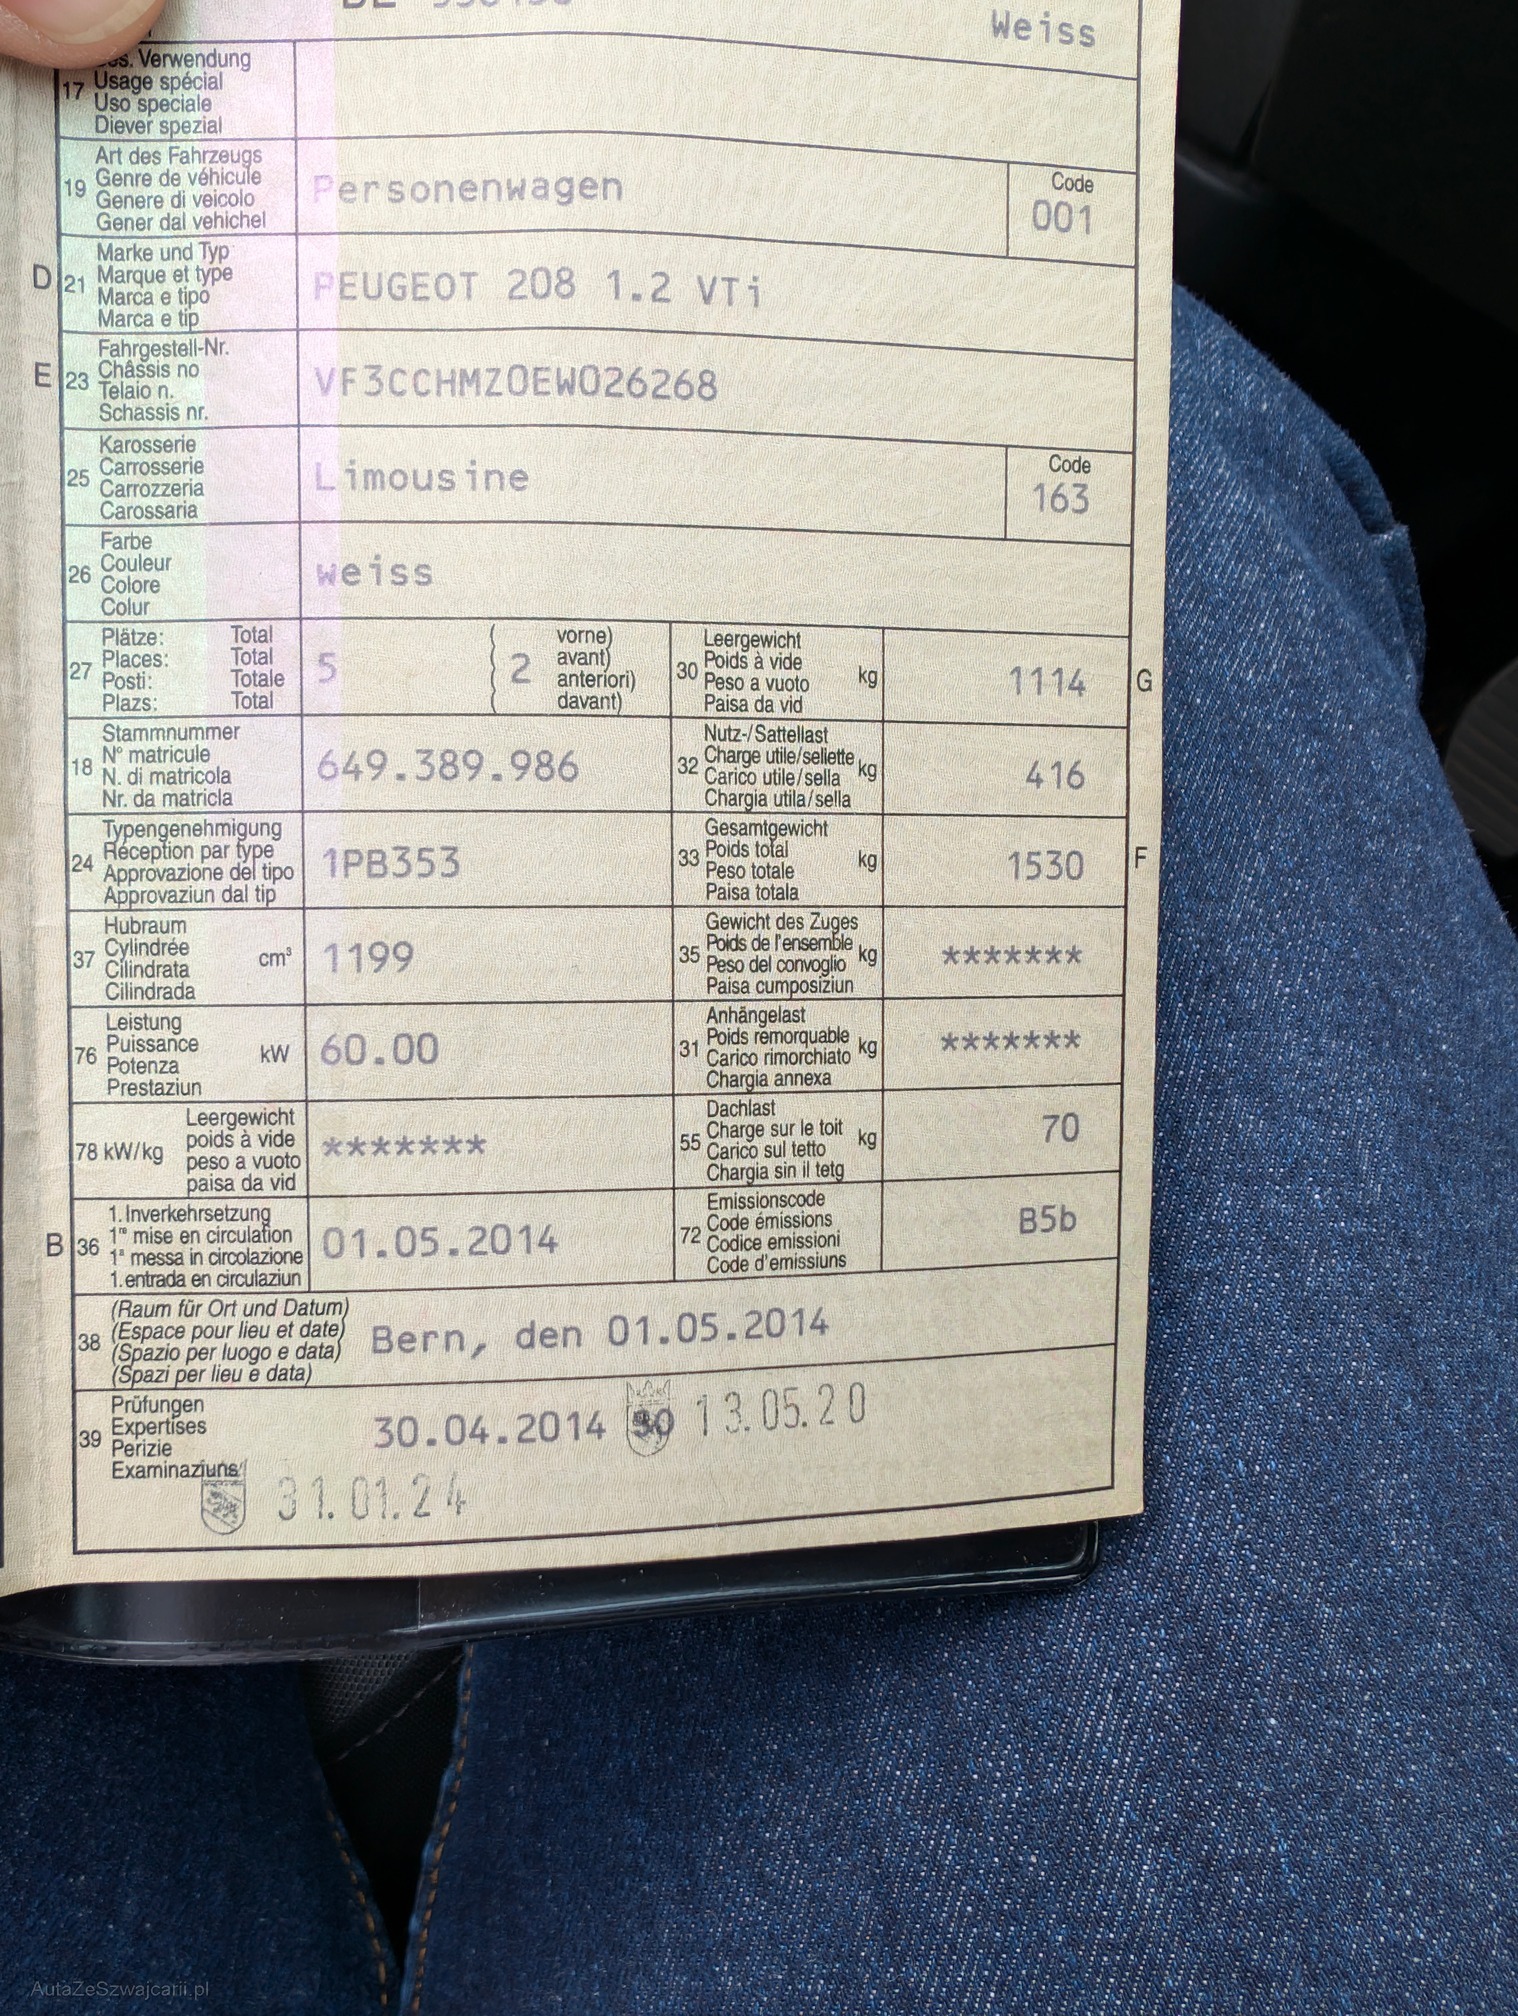 Weiss
Verwendung
17 Usage spécial
Uso speciale
Diever spezial
Art des Fahrzeugs
19 Genre de véhicule
Genere di veicolo
Gener dal vehichel
Personenwagen
Code
001
Marke und Typ
D 21 Marque et type
Marca e tipo
Marca e tip
PEUGEOT 208 1.2 VTi
Fahrgestell-Nr.
E 23 Châssis no
Telaio n.
Schassis nr.
VF3CCHMZ0EW026268
Karosserie
25 Carrosserie
Carrozzeria
Carossaria
Limousine
Code
163
Farbe
26 Couleur
Colore
Colur
weiss
Plätze: Total
27 Places: Total
Posti: Totale
Plazs: Total
5 ( 2 vorne)
avant)
anteriori)
davant)
Leergewicht
30 Poids à vide kg
Peso a vuoto
Paisa da vid
1114 G
Stammnummer
18 N° matricule
N. di matricola
Nr. da matricla
649.389.986
Nutz-/Sattellast
32 Charge utile/sellette kg
Carico utile/sella
Chargia utila/sella
416
Typengenehmigung
24 Réception par type
Approvazione del tipo
Approvaziun dal tip
1PB353
Gesamtgewicht
33 Poids total kg
Peso totale
Paisa totala
1530 F
Hubraum
37 Cylindrée cm³
Cilindrata
Cilindrada
1199
Gewicht des Zuges
35 Poids de l'ensemble kg
Peso del convoglio
Paisa cumposiziun
*******
Leistung
76 Puissance kW
Potenza
Prestaziun
60.00
Anhängelast
31 Poids remorquable kg
Carico rimorchiato
Chargia annexa
*******
Leergewicht
78 kW/kg poids à vide
peso a vuoto
paisa da vid
*******
Dachlast
55 Charge sur le toit kg
Carico sul tetto
Chargia sin il tetg
70
1. Inverkehrsetzung
B 36 1re mise en circulation
1a messa in circolazione
1. entrada en circulaziun
01.05.2014
Emissionscode
72 Code émissions
Codice emissioni
Code d'emissiuns
B5b
(Raum für Ort und Datum)
38 (Espace pour lieu et date)
(Spazio per luogo e data)
(Spazi per lieu e data)
Bern, den 01.05.2014
Prüfungen
39 Expertises
Perizie
Examinaziuns
30.04.2014 13.05.20
31.01.24
AutaZeSzwajcarii.pl